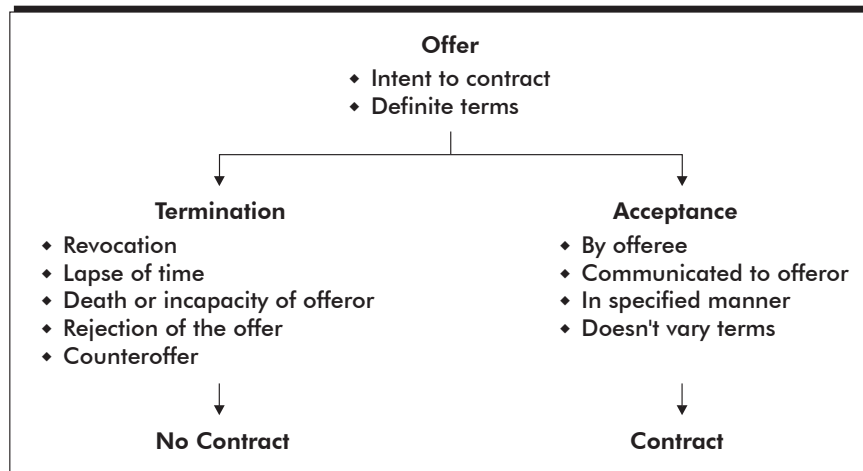 Offer
◆ Intent to contract
◆ Definite terms
Termination
◆ Revocation
◆ Lapse of time
◆ Death or incapacity of offeror
◆ Rejection of the offer
◆ Counteroffer
No Contract
Acceptance
◆ By offeree
◆ Communicated to offeror
◆ In specified manner
◆ Doesn't vary terms
Contract